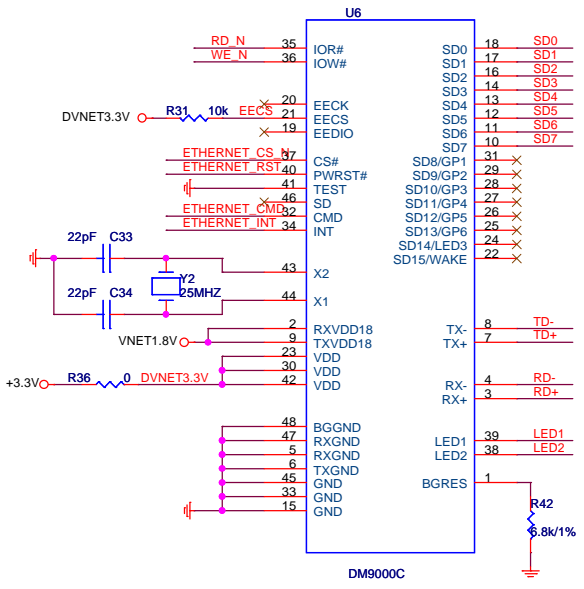 U6
RD_N 35 IOR# SD0 18 SD0
WE_N 36 IOW# SD1 17 SD1
SD2 16 SD2
SD3 14 SD3
20 EECK SD4 13 SD4
DVNET3.3V R31 10k EECS 21 EECS SD5 12 SD5
19 EEDIO SD6 11 SD6
SD7 10 SD7
ETHERNET_CS_N 37 CS# SD8/GP1 31
ETHERNET_RST 40 PWRST# SD9/GP2 29
41 TEST SD10/GP3 28
46 SD SD11/GP4 27
ETHERNET_CMD 32 CMD SD12/GP5 26
ETHERNET_INT 34 INT SD13/GP6 25
SD14/LED3 24
SD15/WAKE 22
22pF C33
43 X2
Y2
25MHZ
22pF C34
44 X1
2 RXVDD18 TX- 8 TD-
VNET1.8V 9 TXVDD18 TX+ 7 TD+
23 VDD
30 VDD
+3.3V R36 0 DVNET3.3V 42 VDD RX- 4 RD-
RX+ 3 RD+
48 BGGND
47 RXGND LED1 39 LED1
5 RXGND LED2 38 LED2
6 TXGND
45 GND BGRES 1
33 GND
15 GND
R42
6.8k/1%
DM9000C